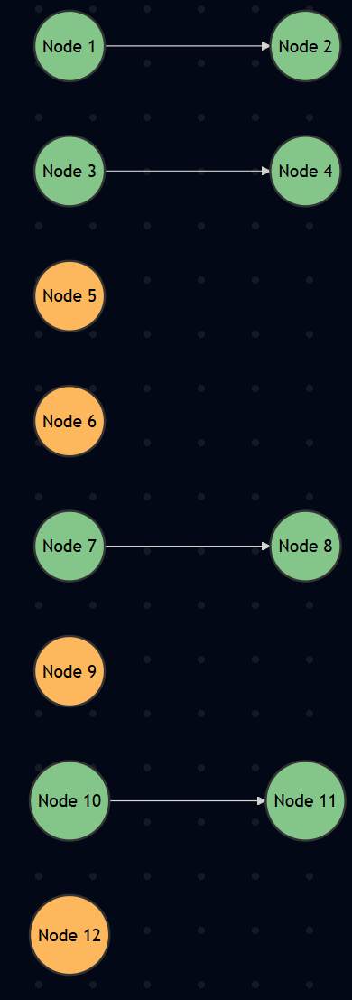 Node 1
Node 2
Node 3
Node 4
Node 5
Node 6
Node 7
Node 8
Node 9
Node 10
Node 11
Node 12